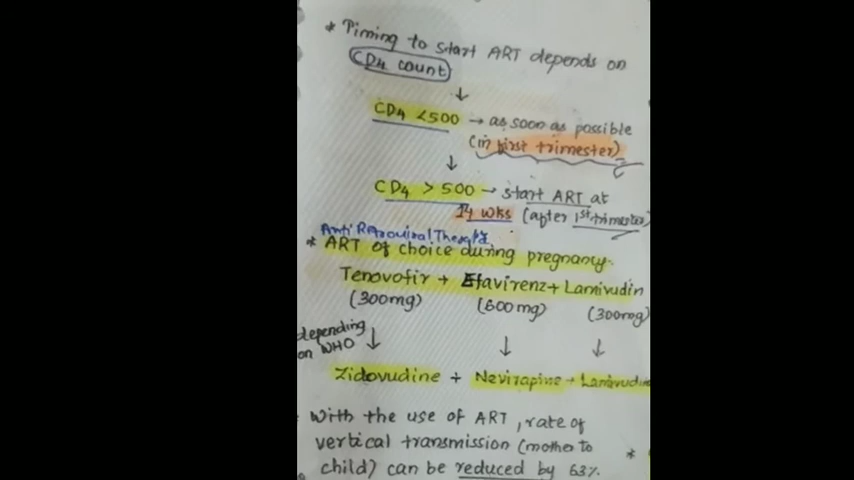 * Timing to start ART depends on
CD4 count
↓
CD4 <500 → as soon as possible
(in first trimester)
↓
CD4 > 500 → start ART at
14 wks (after 1st trimester)
Anti Retroviral Therapy
* ART of choice during pregnancy.
Tenovofir + Efavirenz + Lamivudin
(300mg) (600mg) (300mg)
depending
on WHO ↓ ↓ ↓
Zidovudine + Nevirapine + Lamivudin
With the use of ART, rate of
vertical transmission (mother to *
child) can be reduced by 63%.